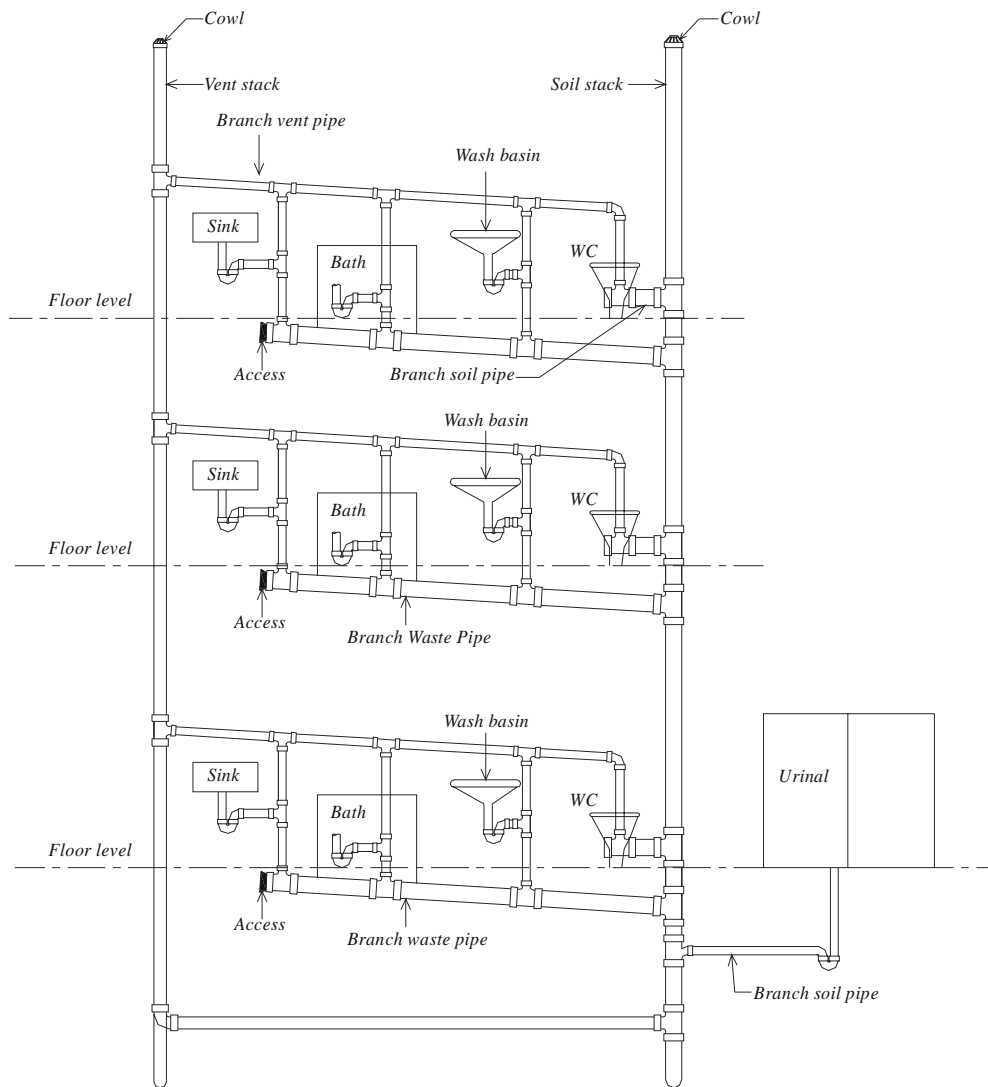 Cowl
Cowl
Vent stack
Soil stack
Branch vent pipe
Wash basin
Sink
Bath
WC
Floor level
Access
Branch soil pipe
Wash basin
Sink
Bath
WC
Floor level
Access
Branch Waste Pipe
Wash basin
Sink
Urinal
Bath
WC
Floor level
Access
Branch waste pipe
Branch soil pipe